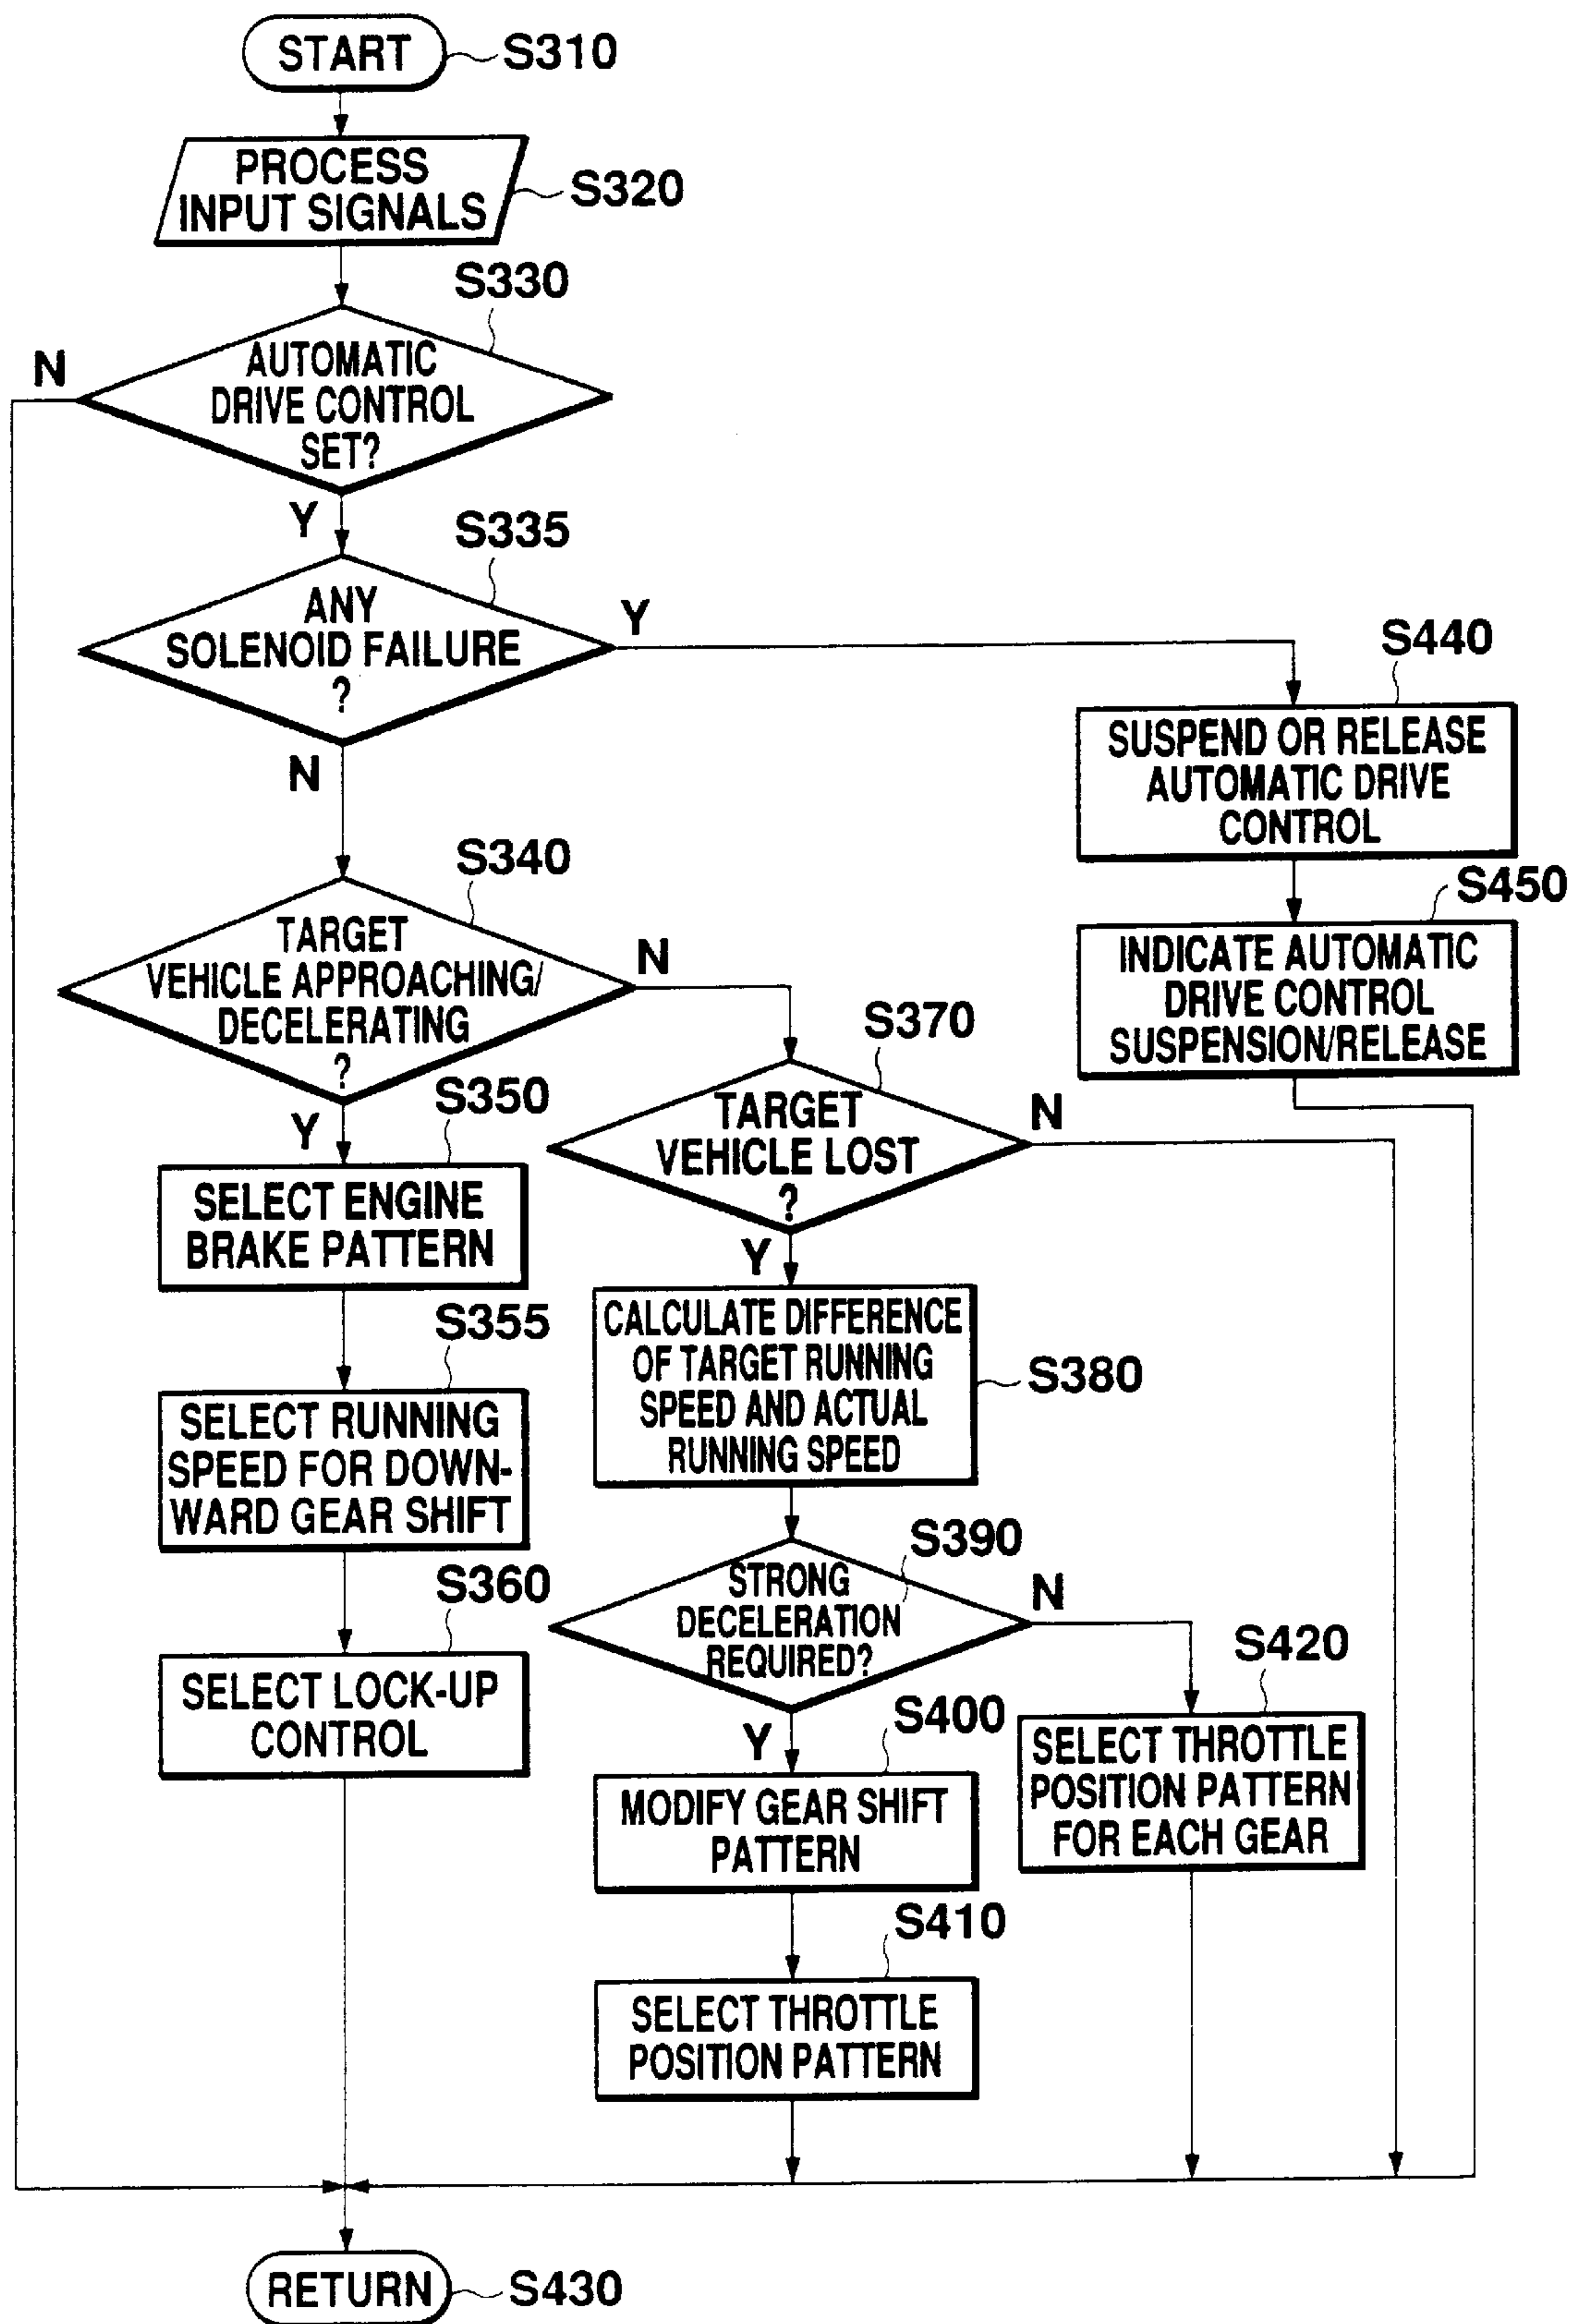 START
S310
PROCESS
INPUT SIGNALS
S320
S330
AUTOMATIC
DRIVE CONTROL
SET?
N
Y
S335
ANY
SOLENOID FAILURE
?
Y
N
S440
SUSPEND OR RELEASE
AUTOMATIC DRIVE
CONTROL
S450
INDICATE AUTOMATIC
DRIVE CONTROL
SUSPENSION/RELEASE
S340
TARGET
VEHICLE APPROACHING/
DECELERATING
?
N
Y
S350
SELECT ENGINE
BRAKE PATTERN
S355
SELECT RUNNING
SPEED FOR DOWN-
WARD GEAR SHIFT
S360
SELECT LOCK-UP
CONTROL
S370
TARGET
VEHICLE LOST
?
N
Y
CALCULATE DIFFERENCE
OF TARGET RUNNING
SPEED AND ACTUAL
RUNNING SPEED
S380
S390
STRONG
DECELERATION
REQUIRED?
N
Y
S400
MODIFY GEAR SHIFT
PATTERN
S410
SELECT THROTTLE
POSITION PATTERN
S420
SELECT THROTTLE
POSITION PATTERN
FOR EACH GEAR
RETURN
S430